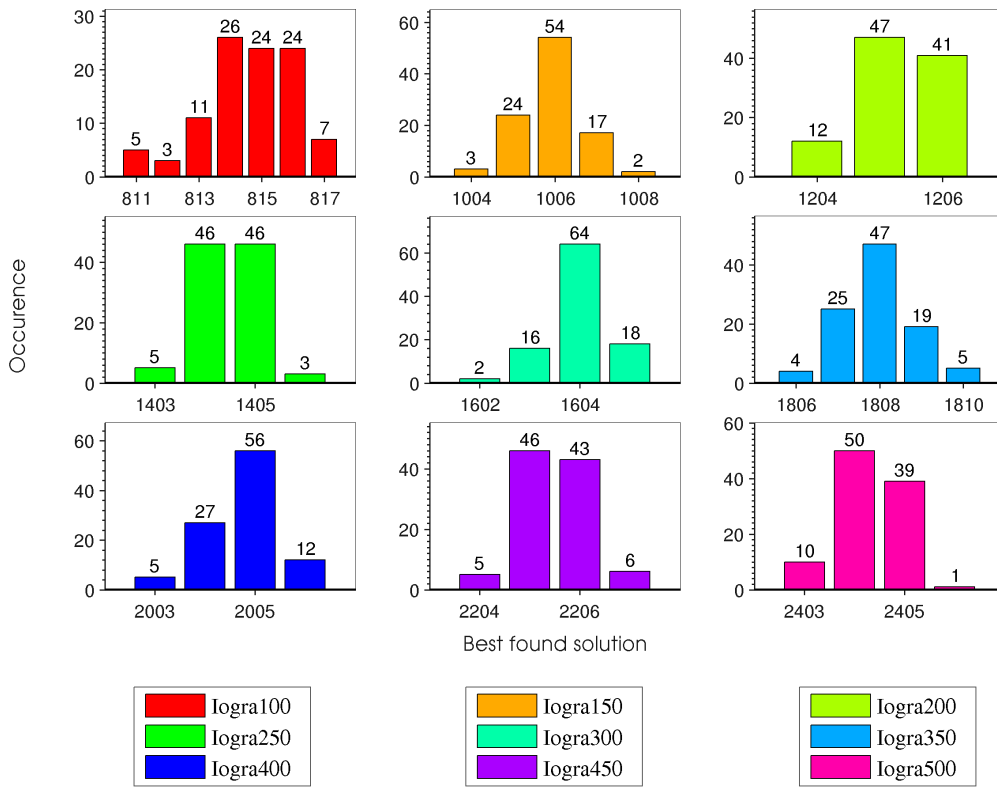 30 20 10 0
5 3 11 26 24 24 7
811 813 815 817
60 40 20 0
3 24 54 17 2
1004 1006 1008
40 20 0
12 47 41
1204 1206
40 20 0
5 46 46 3
1403 1405
60 40 20 0
2 16 64 18
1602 1604
40 20 0
4 25 47 19 5
1806 1808 1810
60 40 20 0
5 27 56 12
2003 2005
40 20 0
5 46 43 6
2204 2206
60 40 20 0
10 50 39 1
2403 2405
Occurence
Best found solution
Iogra100
Iogra250
Iogra400
Iogra150
Iogra300
Iogra450
Iogra200
Iogra350
Iogra500